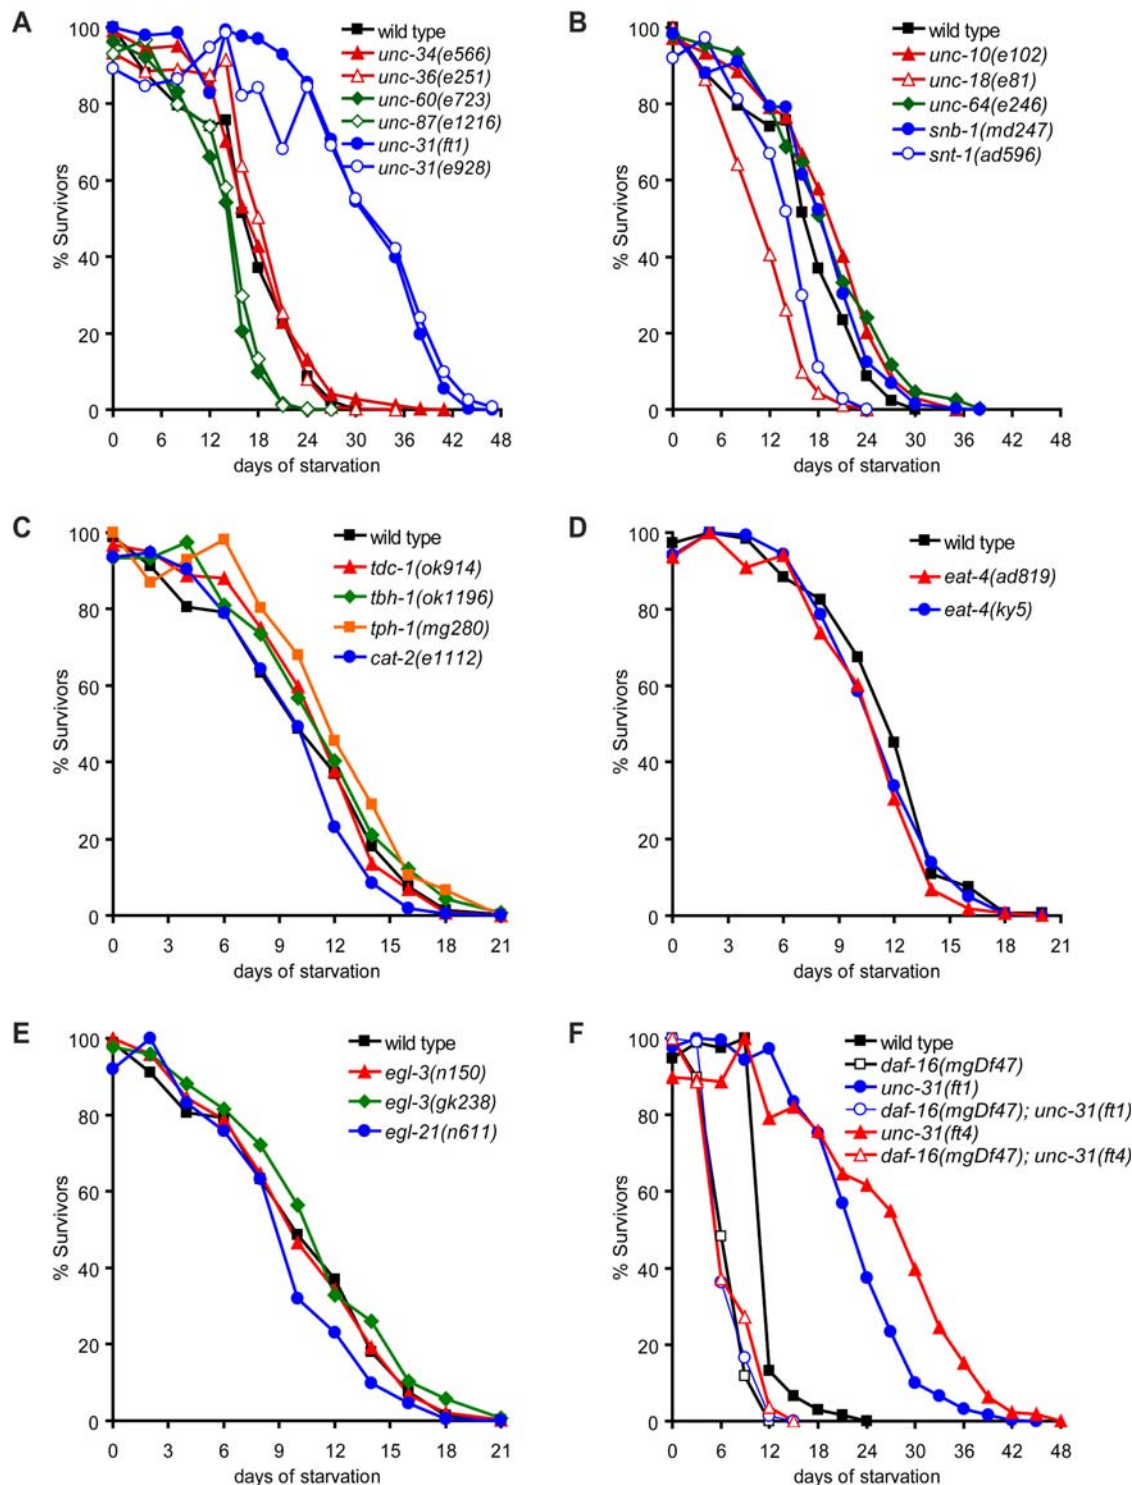 A
% Survivors
100
80
60
40
20
0
wild type
unc-34(e566)
unc-36(e251)
unc-60(e723)
unc-87(e1216)
unc-31(ft1)
unc-31(e928)
0 6 12 18 24 30 36 42 48
days of starvation
B
% Survivors
100
80
60
40
20
0
wild type
unc-10(e102)
unc-18(e81)
unc-64(e246)
snb-1(md247)
snt-1(ad596)
0 6 12 18 24 30 36 42 48
days of starvation
C
% Survivors
100
80
60
40
20
0
wild type
tdc-1(ok914)
tbh-1(ok1196)
tph-1(mg280)
cat-2(e1112)
0 3 6 9 12 15 18 21
days of starvation
D
% Survivors
100
80
60
40
20
0
wild type
eat-4(ad819)
eat-4(ky5)
0 3 6 9 12 15 18 21
days of starvation
E
% Survivors
100
80
60
40
20
0
wild type
egl-3(n150)
egl-3(gk238)
egl-21(n611)
0 3 6 9 12 15 18 21
days of starvation
F
% Survivors
100
80
60
40
20
0
wild type
daf-16(mgDf47)
unc-31(ft1)
daf-16(mgDf47); unc-31(ft1)
unc-31(ft4)
daf-16(mgDf47); unc-31(ft4)
0 6 12 18 24 30 36 42 48
days of starvation